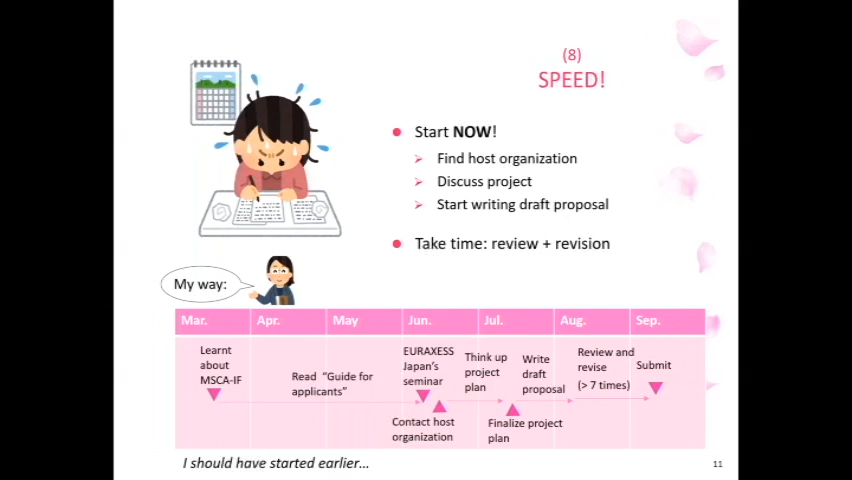 (8)
SPEED!
Start NOW!
Find host organization
Discuss project
Start writing draft proposal
Take time: review + revision
My way:
Mar. Apr. May Jun. Jul. Aug. Sep.
Learnt
about
MSCA-IF
Read "Guide for
applicants"
EURAXESS
Japan's
seminar
Contact host
organization
Think up
project
plan
Finalize project
plan
Write
draft
proposal
Review and
revise
(> 7 times)
Submit
I should have started earlier…
11